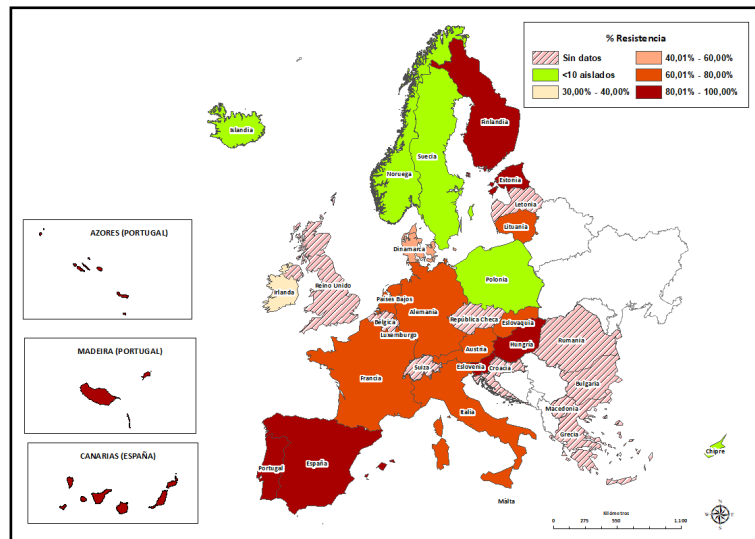 % Resistencia
Sin datos
40,01% - 60,00%
<10 aislados
60,01% - 80,00%
30,00% - 40,00%
80,01% - 100,00%
Islandia
Finlandia
Suecia
Noruega
Estonia
Letonia
Lituania
Dinamarca
AZORES (PORTUGAL)
Irlanda
Reino Unido
Polonia
Países Bajos
Alemania
Bélgica
República Checa
Luxemburgo
Eslovaquia
MADEIRA (PORTUGAL)
Austria
Hungría
Rumania
Suiza
Eslovenia
Croacia
Francia
Bulgaria
Italia
Macedonia
Grecia
CANARIAS (ESPAÑA)
Portugal
España
Chipre
Malta
Kilómetros
0 275 550 1.100